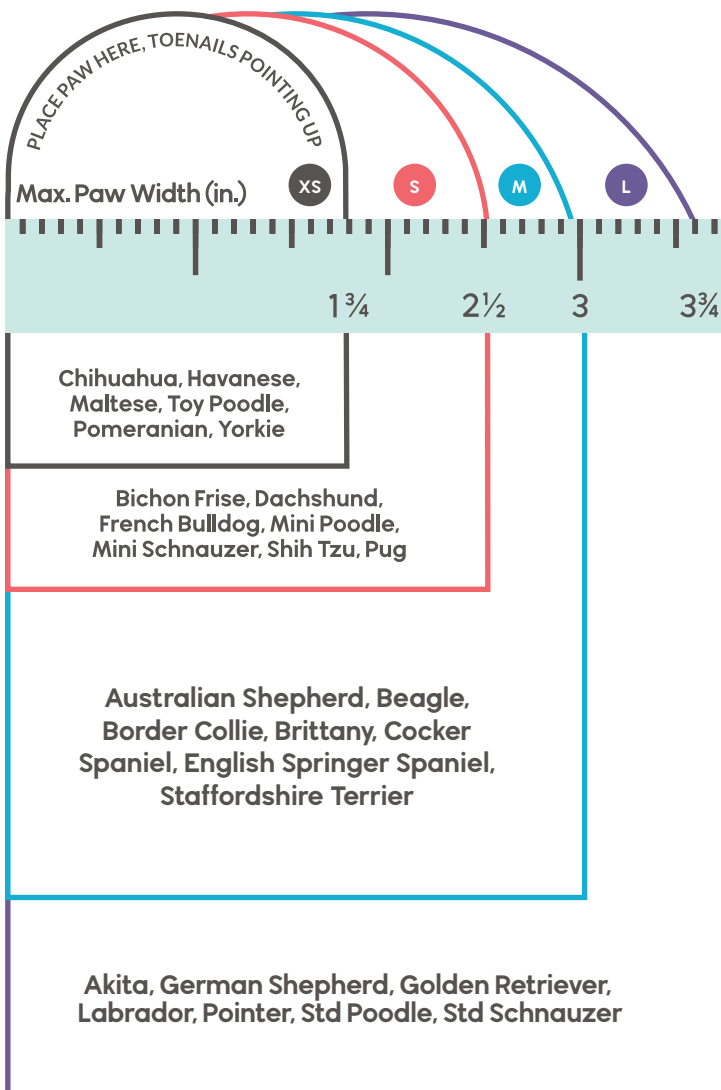 PLACE PAW HERE, TOENAILS POINTING UP
Max. Paw Width (in.)
XS
S
M
L
1 ¾
2½
3
3¾
Chihuahua, Havanese,
Maltese, Toy Poodle,
Pomeranian, Yorkie
Bichon Frise, Dachshund,
French Bulldog, Mini Poodle,
Mini Schnauzer, Shih Tzu, Pug
Australian Shepherd, Beagle,
Border Collie, Brittany, Cocker
Spaniel, English Springer Spaniel,
Staffordshire Terrier
Akita, German Shepherd, Golden Retriever,
Labrador, Pointer, Std Poodle, Std Schnauzer